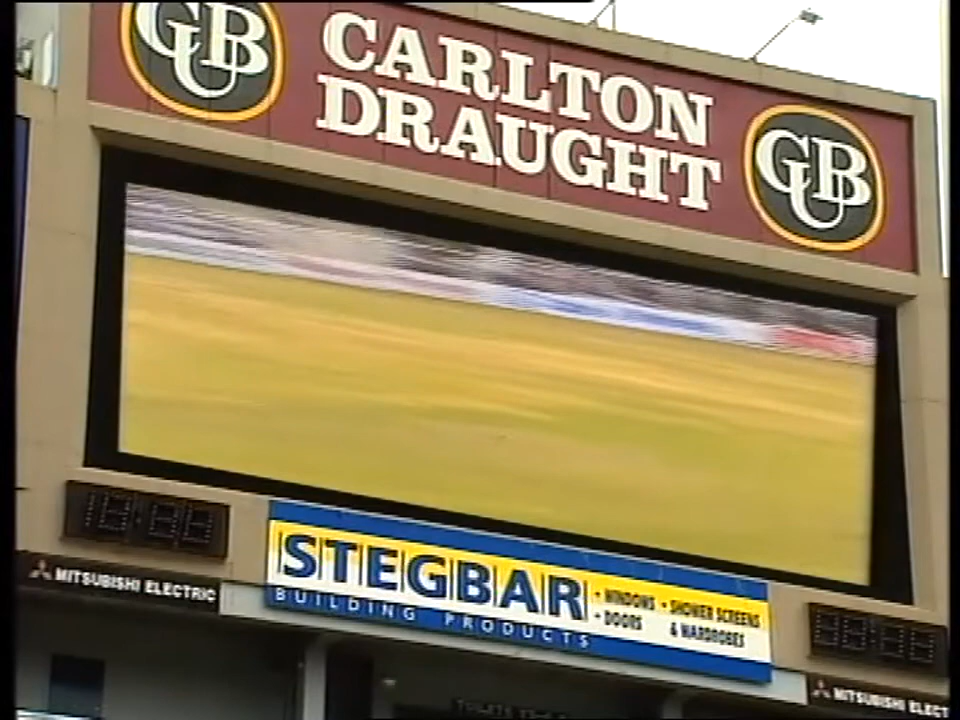 CUB
CARLTON
DRAUGHT
CUB
STEGBAR
BUILDING PRODUCTS
• WINDOWS • SHOWER SCREENS
• DOORS & WARDROBES
MITSUBISHI ELECTRIC
MITSUBISHI ELECT